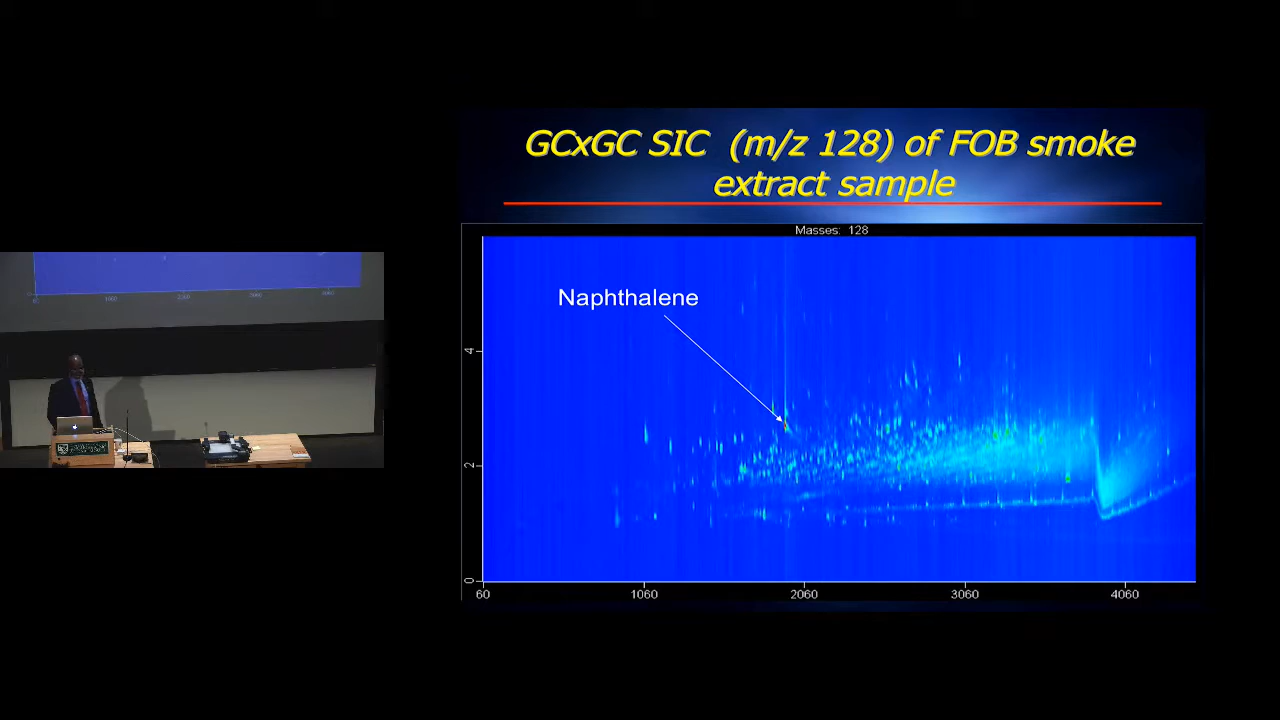 GCxGC SIC (m/z 128) of FOB smoke
extract sample
Masses: 128
Naphthalene
4
2
0
60
1060
2060
3060
4060